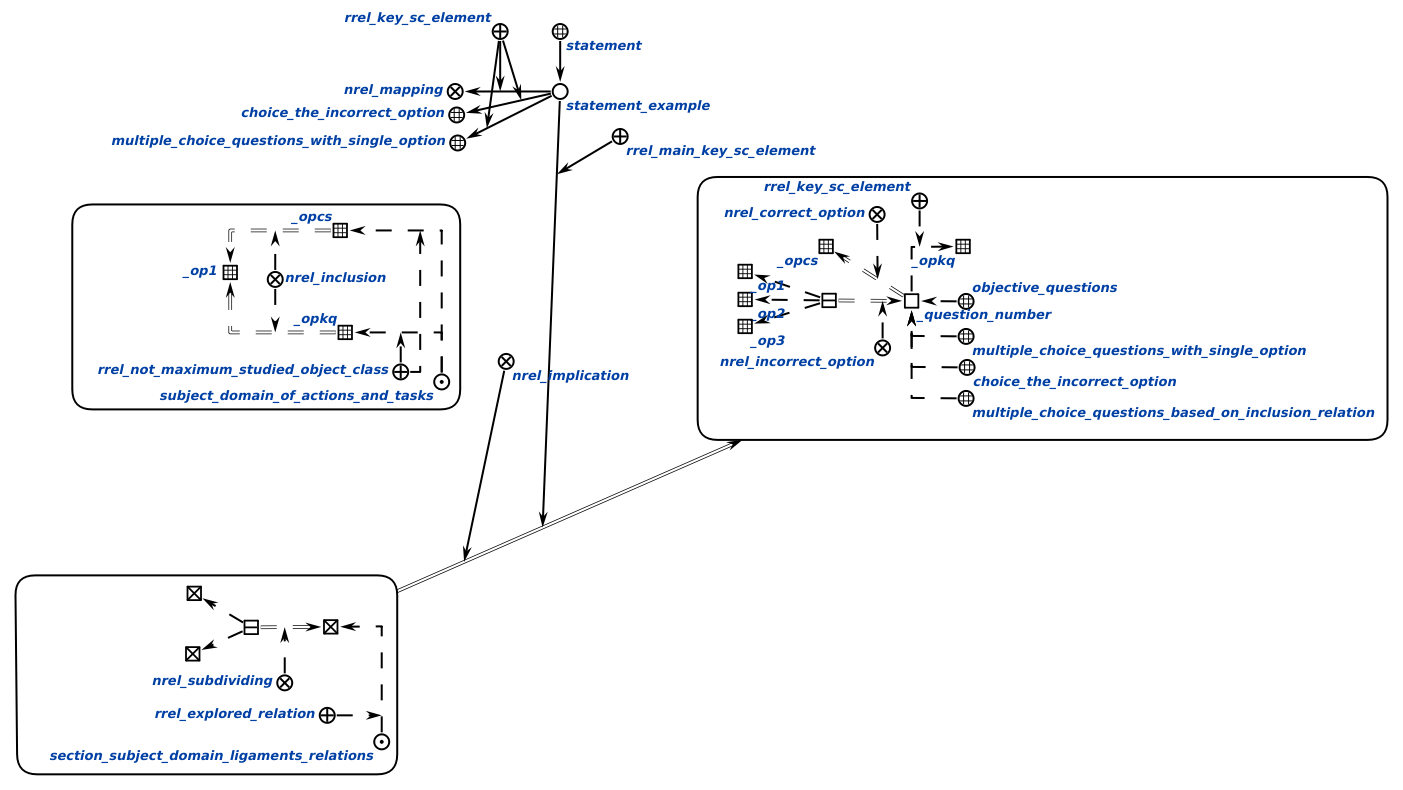 rrel_key_sc_element
statement
nrel_mapping
statement_example
choice_the_incorrect_option
multiple_choice_questions_with_single_option
rrel_main_key_sc_element
_opcs
_op1
nrel_inclusion
_opkq
rrel_not_maximum_studied_object_class
subject_domain_of_actions_and_tasks
nrel_implication
rrel_key_sc_element
nrel_correct_option
_opcs
_opkq
_op1
objective_questions
_op2
_question_number
_op3
multiple_choice_questions_with_single_option
nrel_incorrect_option
choice_the_incorrect_option
multiple_choice_questions_based_on_inclusion_relation
nrel_subdividing
rrel_explored_relation
section_subject_domain_ligaments_relations